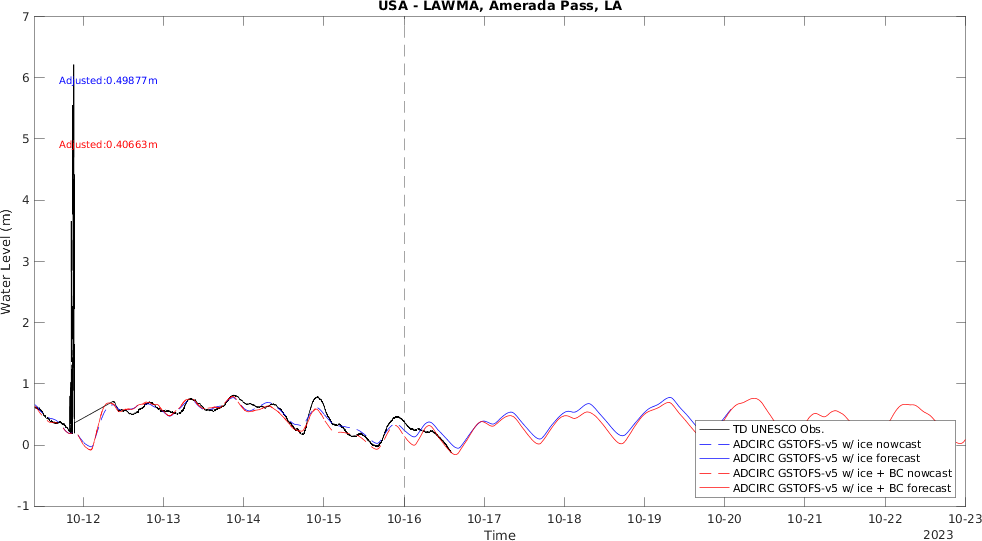 USA - LAWMA, Amerada Pass, LA
7
6
5
4
3
2
1
0
-1
Water Level (m)
Adjusted:0.49877m
Adjusted:0.40663m
TD UNESCO Obs.
ADCIRC GSTOFS-v5 w/ ice nowcast
ADCIRC GSTOFS-v5 w/ ice forecast
ADCIRC GSTOFS-v5 w/ ice + BC nowcast
ADCIRC GSTOFS-v5 w/ ice + BC forecast
10-12 10-13 10-14 10-15 10-16 10-17 10-18 10-19 10-20 10-21 10-22 10-23
Time
2023